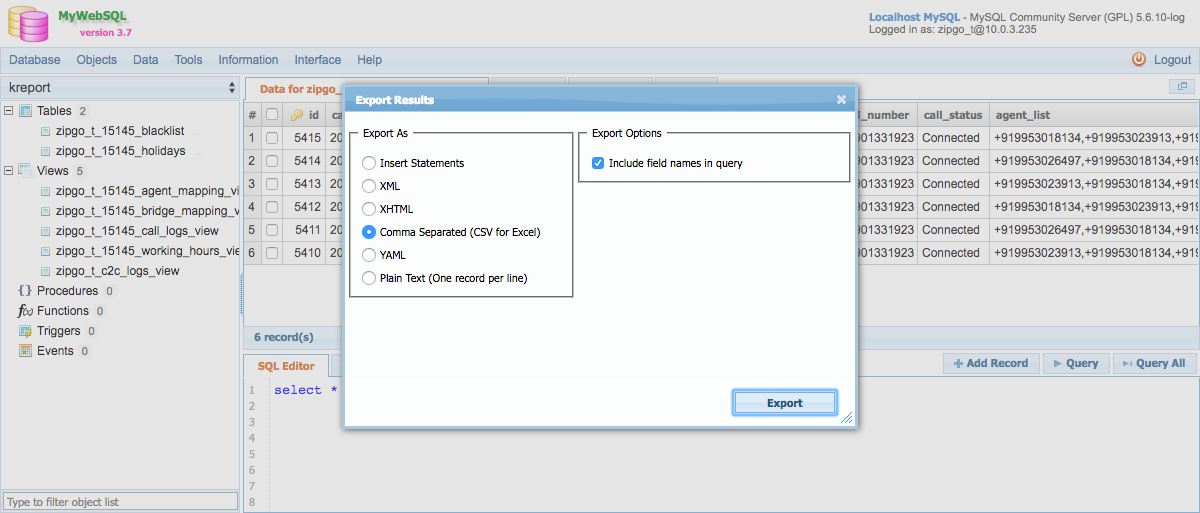 MyWebSQL
version 3.7
Localhost MySQL - MySQL Community Server (GPL) 5.6.10-log
Logged in as: zipgo_t@10.0.3.235
Database Objects Data Tools Information Interface Help Logout
kreport
Tables 2
zipgo_t_15145_blacklist
zipgo_t_15145_holidays
Views 5
zipgo_t_15145_agent_mapping_vi
zipgo_t_15145_bridge_mapping_v
zipgo_t_15145_call_logs_view
zipgo_t_15145_working_hours_vie
zipgo_t_c2c_logs_view
{} Procedures 0
f(x) Functions 0
Triggers 0
Events 0
Type to filter object list
Data for zipgo_
# id ca l_number call_status agent_list
1 5415 20 901331923 Connected +919953018134,+919953023913,+919
2 5414 20 901331923 Connected +919953026497,+919953018134,+919
3 5413 20 901331923 Connected +919953023913,+919953026497,+919
4 5412 20 901331923 Connected +919953018134,+919953023913,+919
5 5411 20 901331923 Connected +919953026497,+919953018134,+919
6 5410 20 901331923 Connected +919953023913,+919953026497,+919
6 record(s)
Export Results
Export As
Insert Statements
XML
XHTML
Comma Separated (CSV for Excel)
YAML
Plain Text (One record per line)
Export Options
Include field names in query
Export
SQL Editor
Add Record Query Query All
1 select *
2
3
4
5
6
7
8